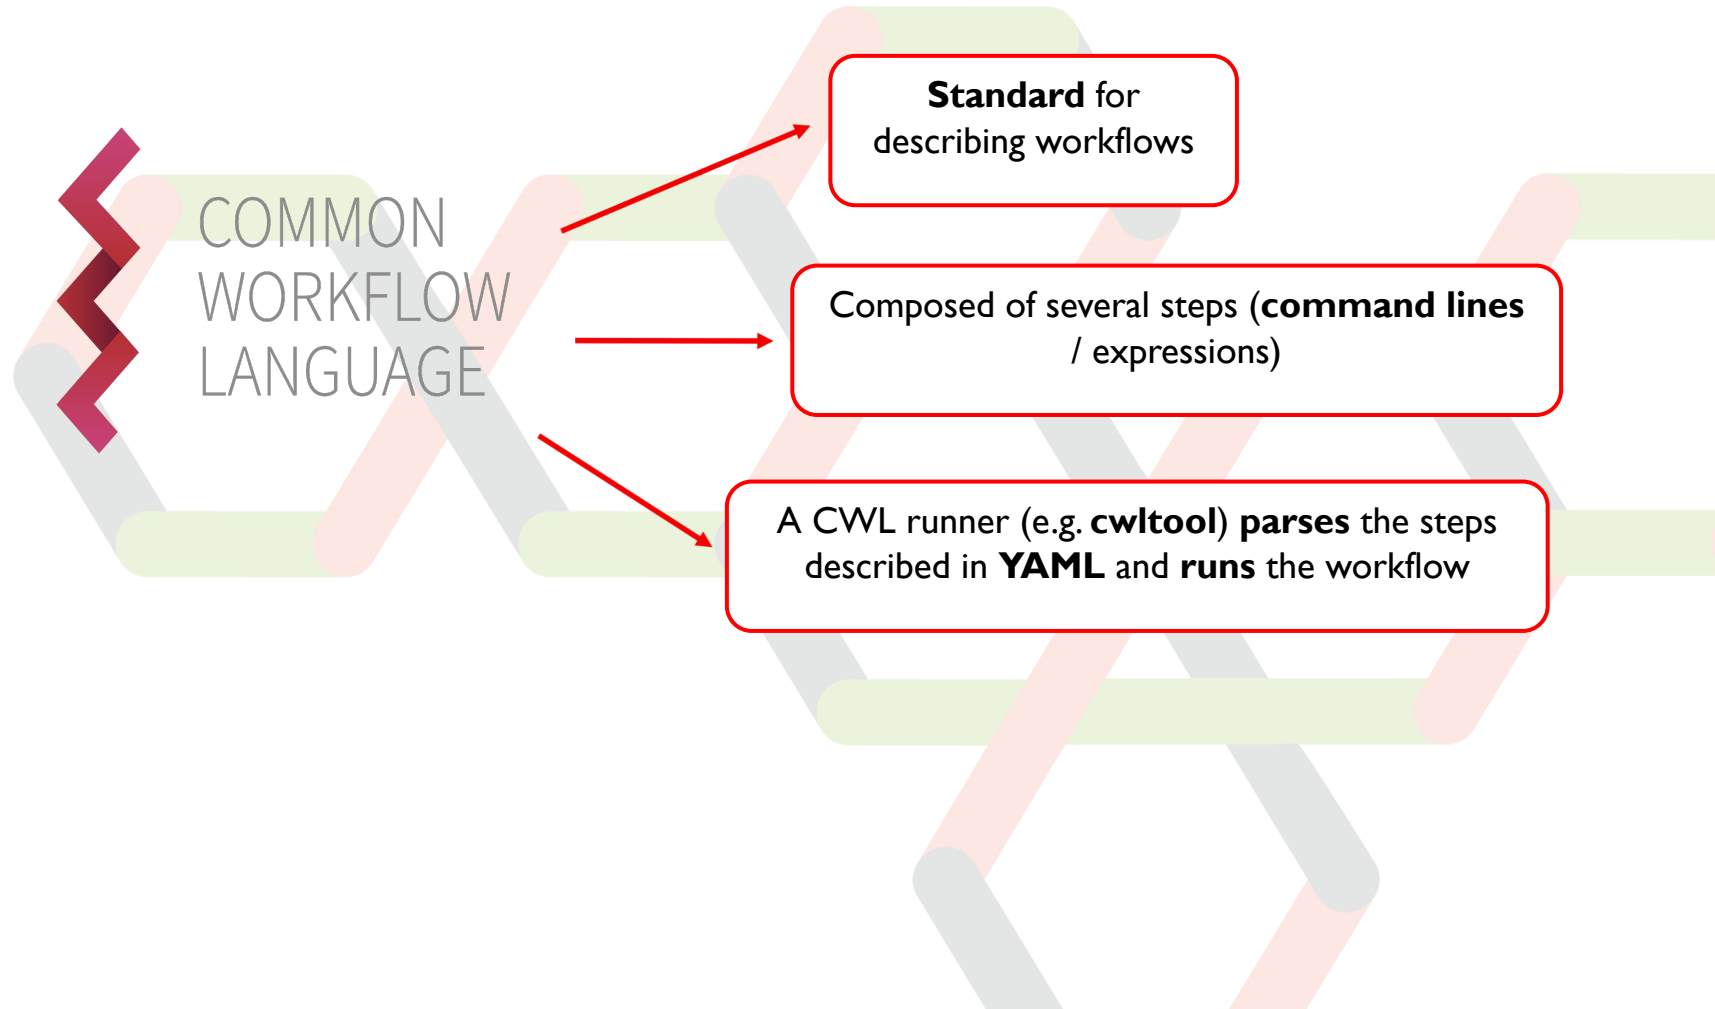 COMMON
WORKFLOW
LANGUAGE
Standard for
describing workflows
Composed of several steps (command lines
/ expressions)
A CWL runner (e.g. cwltool) parses the steps
described in YAML and runs the workflow